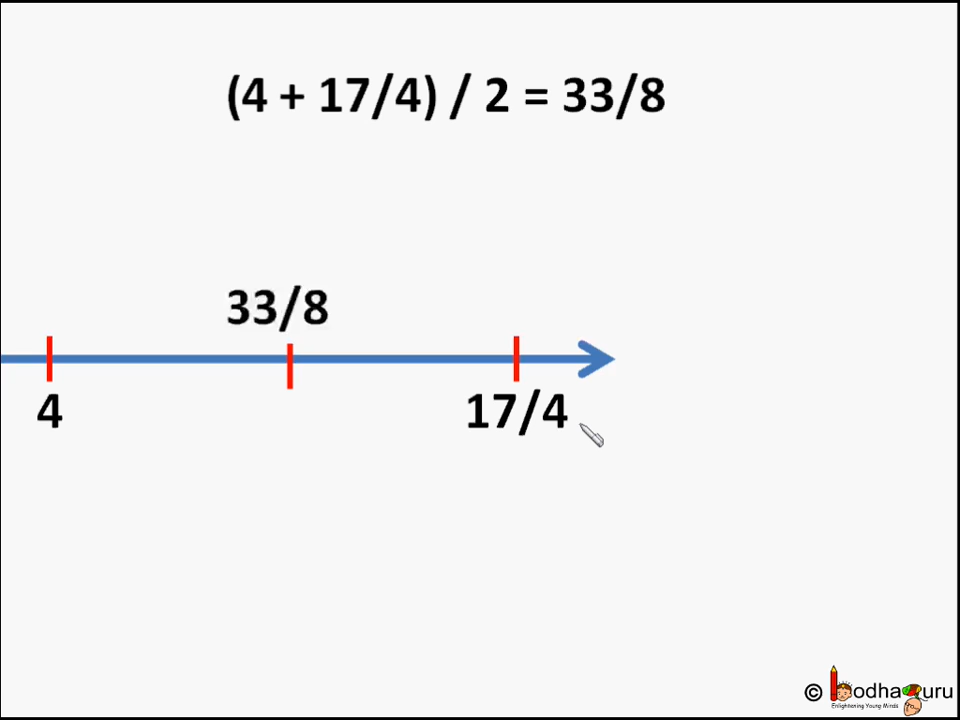 (4 + 17/4) / 2 = 33/8
33/8
4
17/4
© bodhaGuru
Enlightening Young Minds